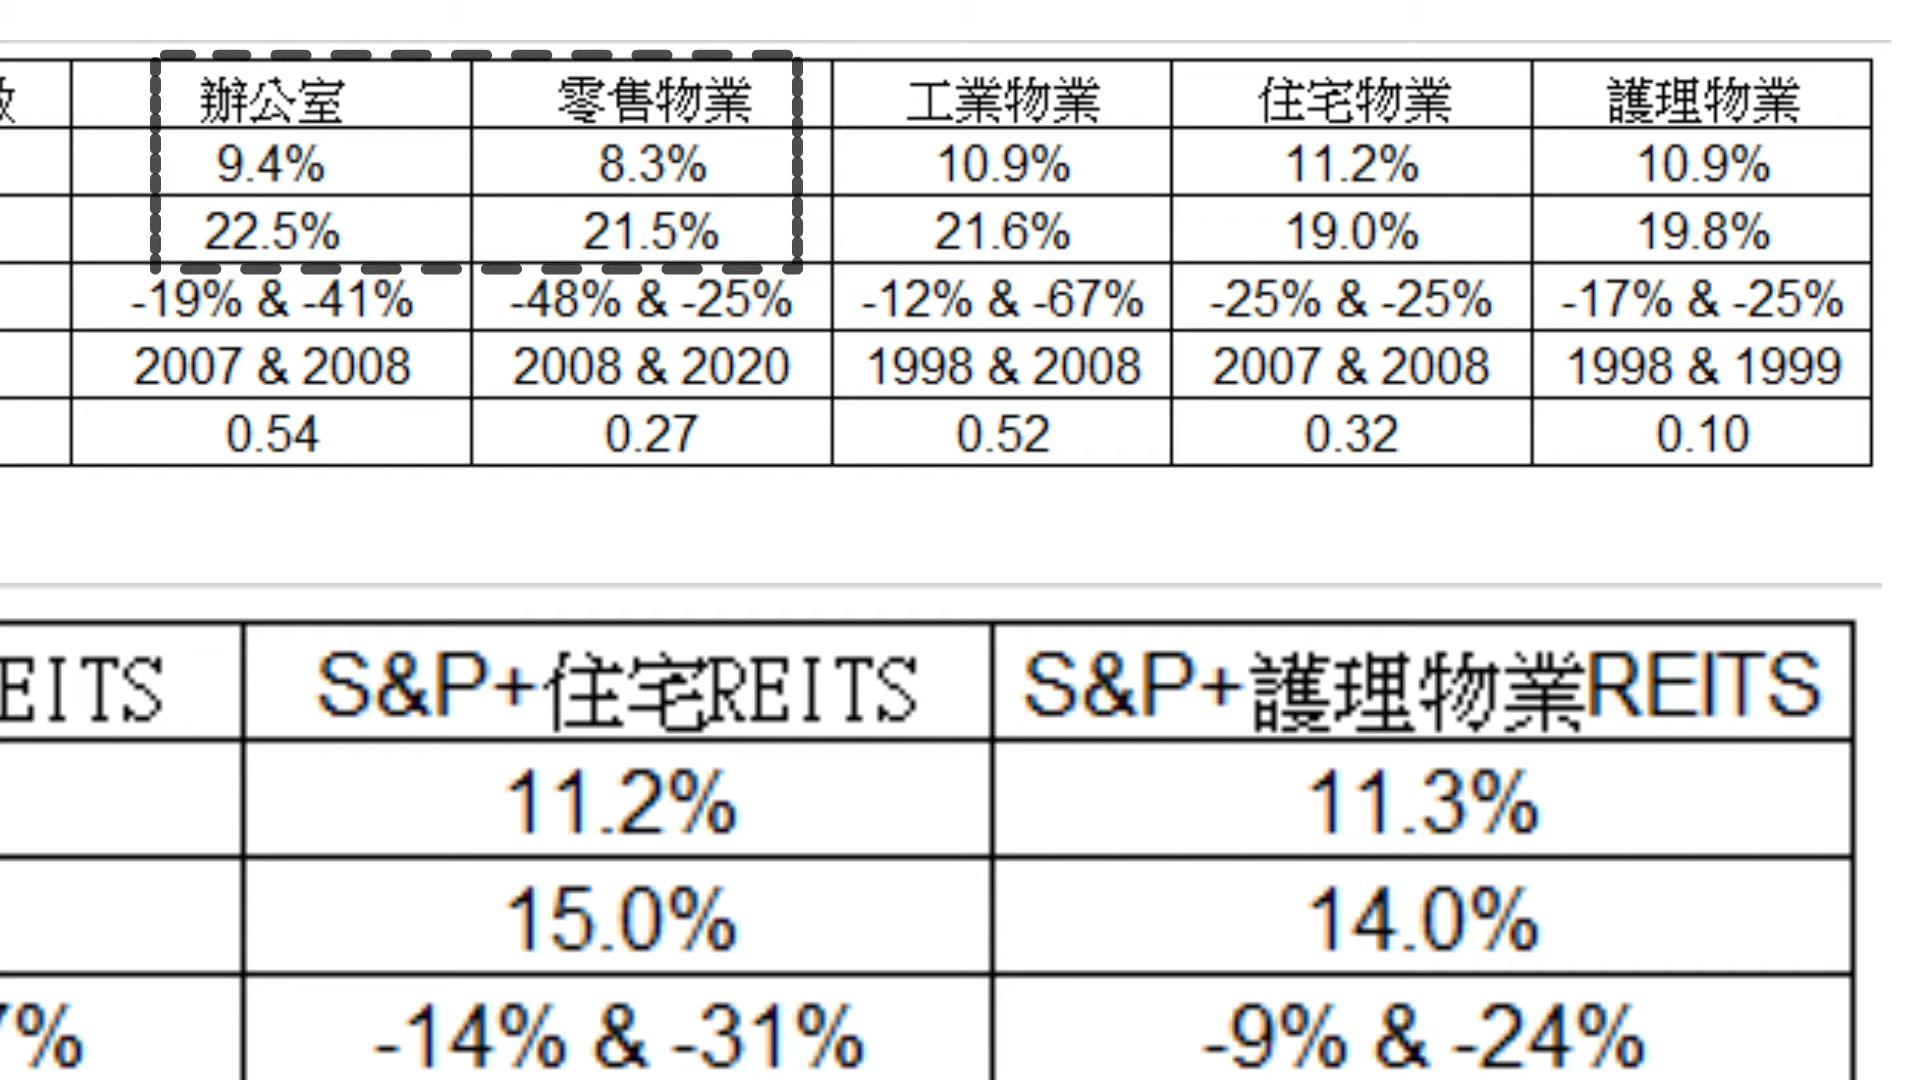 辦公室 零售物業 工業物業 住宅物業 護理物業
9.4% 8.3% 10.9% 11.2% 10.9%
22.5% 21.5% 21.6% 19.0% 19.8%
-19% & -41% -48% & -25% -12% & -67% -25% & -25% -17% & -25%
2007 & 2008 2008 & 2020 1998 & 2008 2007 & 2008 1998 & 1999
0.54 0.27 0.52 0.32 0.10
EITS S&P+住宅REITS S&P+護理物業REITS
11.2% 11.3%
15.0% 14.0%
% -14% & -31% -9% & -24%